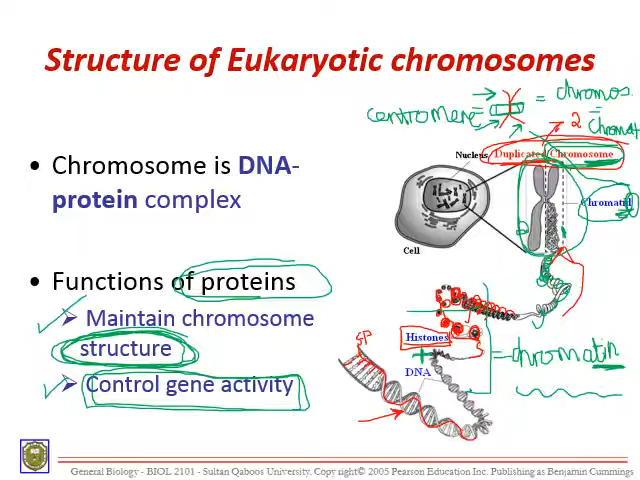 Structure of Eukaryotic chromosomes
= chromos.
centromere = 2 =
chromat
Nucleus Duplicated Chromosome
• Chromosome is DNA-
protein complex
Chromatid
Cell
• Functions of proteins
➢ Maintain chromosome
structure
Histones
+
= chromatin
DNA
➢ Control gene activity
General Biology - BIOL 2101 - Sultan Qaboos University. Copy right© 2005 Pearson Education Inc. Publishing as Benjamin Cummings